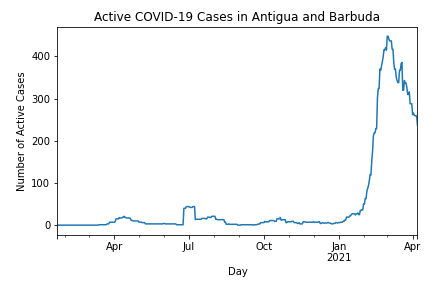 Active COVID-19 Cases in Antigua and Barbuda
Number of Active Cases
400
300
200
100
0
Apr
Jul
Oct
Jan
2021
Apr
Day